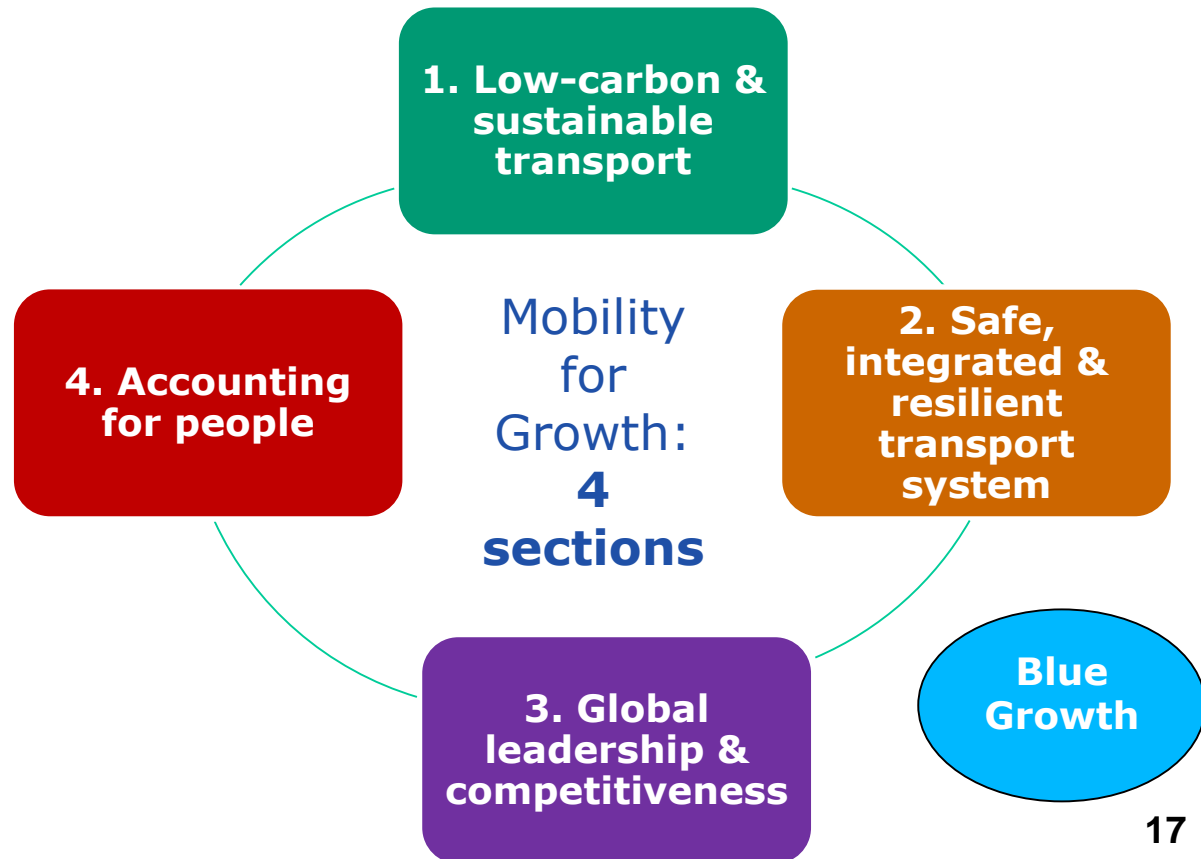 1. Low-carbon &
sustainable
transport
Mobility
for
Growth:
4
sections
2. Safe,
integrated &
resilient
transport
system
4. Accounting
for people
3. Global
leadership &
competitiveness
Blue
Growth
17